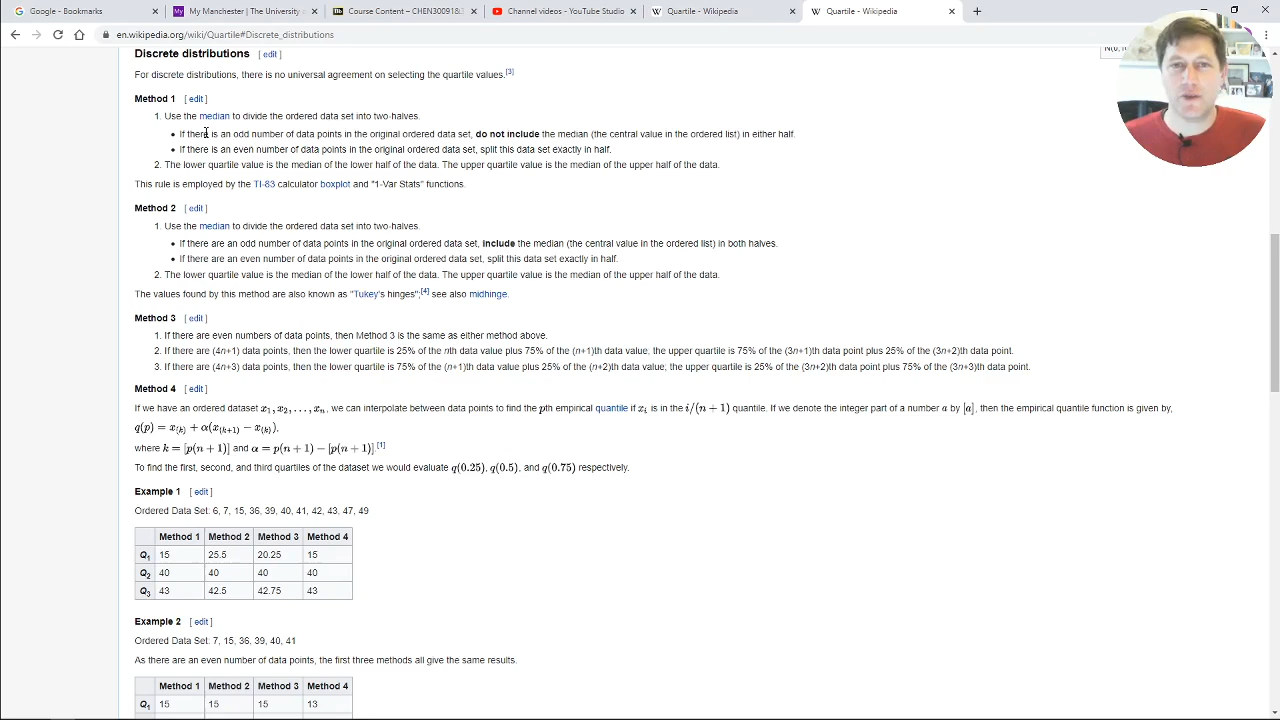 Google - Bookmarks
My Manchester | The University o
Course Content – CHEN30091&3
Channel videos - YouTube Studio
Quartile - Wikipedia
Quartile - Wikipedia
en.wikipedia.org/wiki/Quartile#Discrete_distributions
Discrete distributions [ edit ]
For discrete distributions, there is no universal agreement on selecting the quartile values.[3]
Method 1 [ edit ]
1. Use the median to divide the ordered data set into two-halves.
• If there is an odd number of data points in the original ordered data set, do not include the median (the central value in the ordered list) in either half.
• If there is an even number of data points in the original ordered data set, split this data set exactly in half.
2. The lower quartile value is the median of the lower half of the data. The upper quartile value is the median of the upper half of the data.
This rule is employed by the TI-83 calculator boxplot and "1-Var Stats" functions.
Method 2 [ edit ]
1. Use the median to divide the ordered data set into two-halves.
• If there are an odd number of data points in the original ordered data set, include the median (the central value in the ordered list) in both halves.
• If there are an even number of data points in the original ordered data set, split this data set exactly in half.
2. The lower quartile value is the median of the lower half of the data. The upper quartile value is the median of the upper half of the data.
The values found by this method are also known as "Tukey's hinges";[4] see also midhinge.
Method 3 [ edit ]
1. If there are even numbers of data points, then Method 3 is the same as either method above.
2. If there are (4n+1) data points, then the lower quartile is 25% of the nth data value plus 75% of the (n+1)th data value; the upper quartile is 75% of the (3n+1)th data point plus 25% of the (3n+2)th data point.
3. If there are (4n+3) data points, then the lower quartile is 75% of the (n+1)th data value plus 25% of the (n+2)th data value; the upper quartile is 25% of the (3n+2)th data point plus 75% of the (3n+3)th data point.
Method 4 [ edit ]
If we have an ordered dataset x1, x2, . . . , xn, we can interpolate between data points to find the pth empirical quantile if xi is in the i/(n + 1) quantile. If we denote the integer part of a number a by [a], then the empirical quantile function is given by,
q(p) = x(k) + α(x(k+1) − x(k)),
where k = [p(n + 1)] and α = p(n + 1) − [p(n + 1)].[1]
To find the first, second, and third quartiles of the dataset we would evaluate q(0.25), q(0.5), and q(0.75) respectively.
Example 1 [ edit ]
Ordered Data Set: 6, 7, 15, 36, 39, 40, 41, 42, 43, 47, 49
Method 1 Method 2 Method 3 Method 4
Q1 15 25.5 20.25 15
Q2 40 40 40 40
Q3 43 42.5 42.75 43
Example 2 [ edit ]
Ordered Data Set: 7, 15, 36, 39, 40, 41
As there are an even number of data points, the first three methods all give the same results.
Method 1 Method 2 Method 3 Method 4
Q1 15 15 15 13